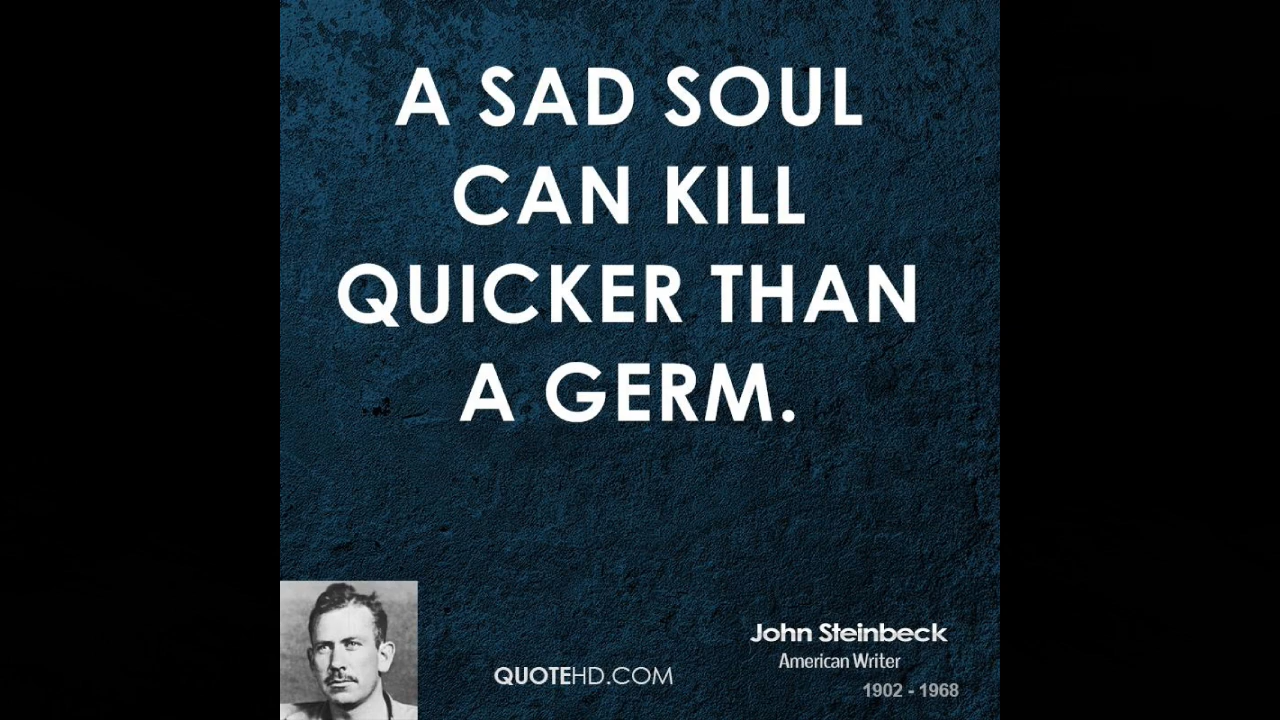 A SAD SOUL
CAN KILL
QUICKER THAN
A GERM.
John Steinbeck
American Writer
1902 - 1968
QUOTEHD.COM